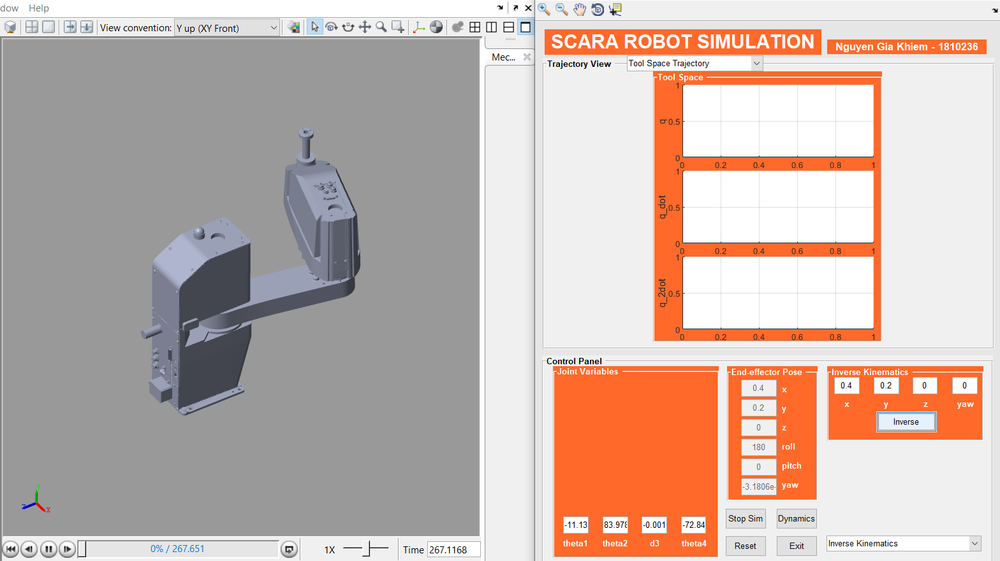 dow Help
View convention: Y up (XY Front)
Mec...
Y
Z
X
0% / 267.651
1X
Time 267.1168
SCARA ROBOT SIMULATION
Nguyen Gia Khiem - 1810236
Trajectory View
Tool Space Trajectory
Tool Space
1
0.5
0
q
0 0.2 0.4 0.6 0.8 1
1
0.5
0
q_dot
0 0.2 0.4 0.6 0.8 1
1
0.5
0
q_2dot
0 0.2 0.4 0.6 0.8 1
Control Panel
Joint Variables
-11.13 83.978 -0.001 -72.84
theta1 theta2 d3 theta4
End-effector Pose
0.4 x
0.2 y
0 z
180 roll
0 pitch
-3.1806e- yaw
Inverse Kinematics
0.4 0.2 0 0
x y z yaw
Inverse
Stop Sim Dynamics
Reset Exit
Inverse Kinematics